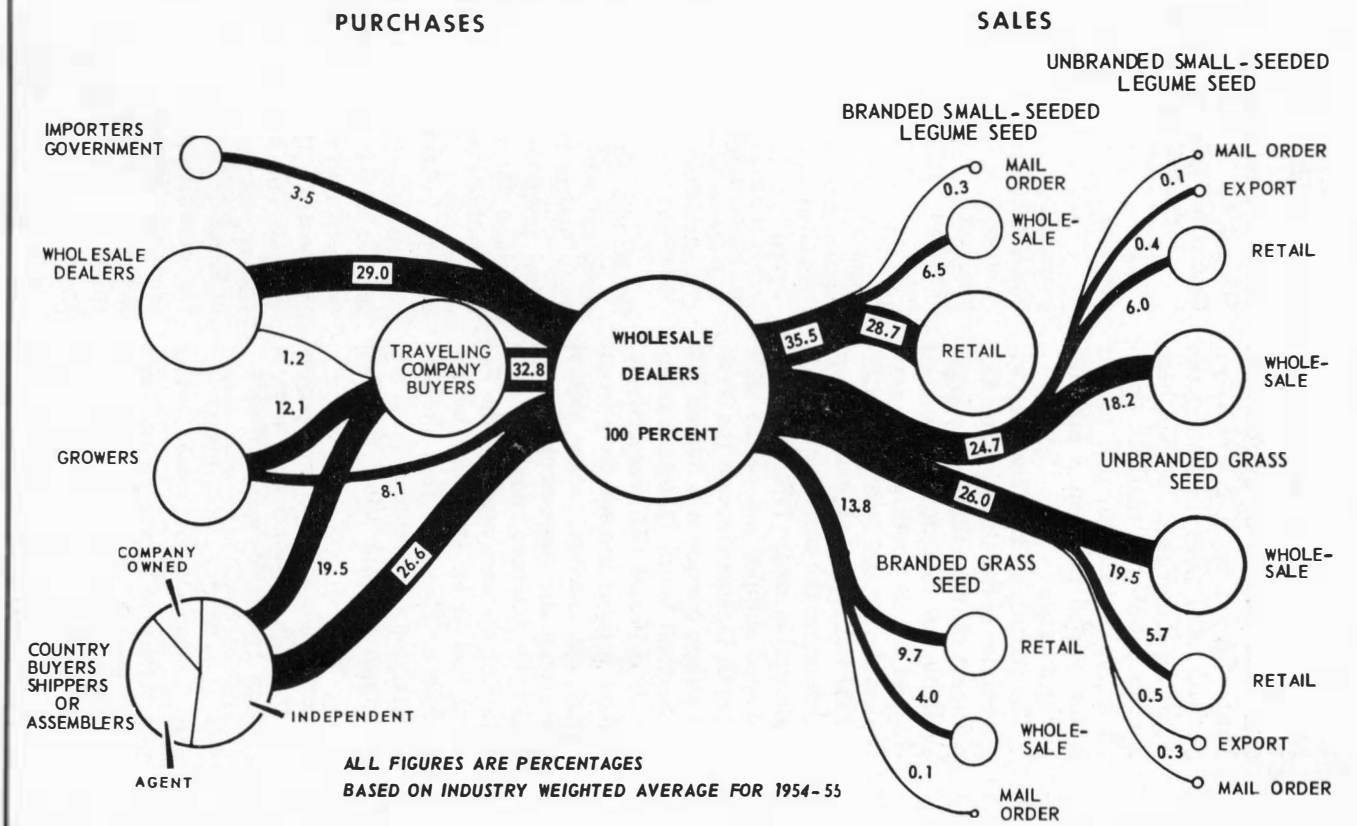 PURCHASES
SALES
UNBRANDED SMALL-SEEDED
LEGUME SEED
BRANDED SMALL-SEEDED
LEGUME SEED
IMPORTERS
GOVERNMENT
3.5
WHOLESALE
DEALERS
29.0
1.2
TRAVELING
COMPANY
BUYERS
32.8
12.1
GROWERS
8.1
COMPANY
OWNED
19.5
26.6
COUNTRY
BUYERS
SHIPPERS
OR
ASSEMBLERS
INDEPENDENT
AGENT
WHOLESALE
DEALERS
100 PERCENT
35.5
MAIL
ORDER
0.3
WHOLE-
SALE
6.5
28.7
RETAIL
MAIL ORDER
0.1
EXPORT
0.4
RETAIL
6.0
WHOLE-
SALE
18.2
24.7
UNBRANDED GRASS
SEED
26.0
WHOLE-
SALE
19.5
5.7
RETAIL
0.5
EXPORT
0.3
MAIL ORDER
13.8
BRANDED GRASS
SEED
9.7
RETAIL
4.0
WHOLE-
SALE
0.1
MAIL
ORDER
ALL FIGURES ARE PERCENTAGES
BASED ON INDUSTRY WEIGHTED AVERAGE FOR 1954-55